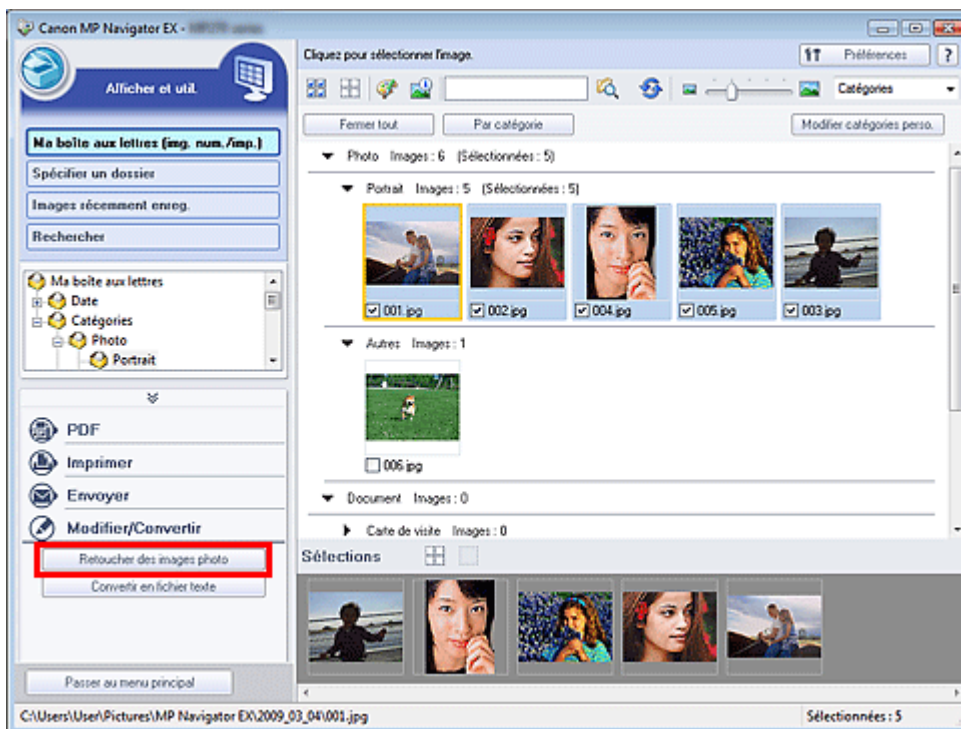 Canon MP Navigator EX -
Cliquez pour sélectionner l'image.
Préférences
?
Afficher et util.
Catégories
Fermer tout
Par catégorie
Modifier catégories perso.
Ma boîte aux lettres (img. num./imp.)
Spécifier un dossier
Images récemment enreg.
Rechercher
Photo Images : 6 (Sélectionnées : 5)
Portrait Images : 5 (Sélectionnées : 5)
001.jpg
002.jpg
004.jpg
005.jpg
003.jpg
Ma boîte aux lettres
Date
Catégories
Photo
Portrait
Autres Images : 1
006.jpg
PDF
Imprimer
Envoyer
Modifier/Convertir
Retoucher des images photo
Convertir en fichier texte
Document Images : 0
Carte de visite Images : 0
Sélections
Passer au menu principal
C:\Users\User\Pictures\MP Navigator EX\2009_03_04\001.jpg
Sélectionnées : 5